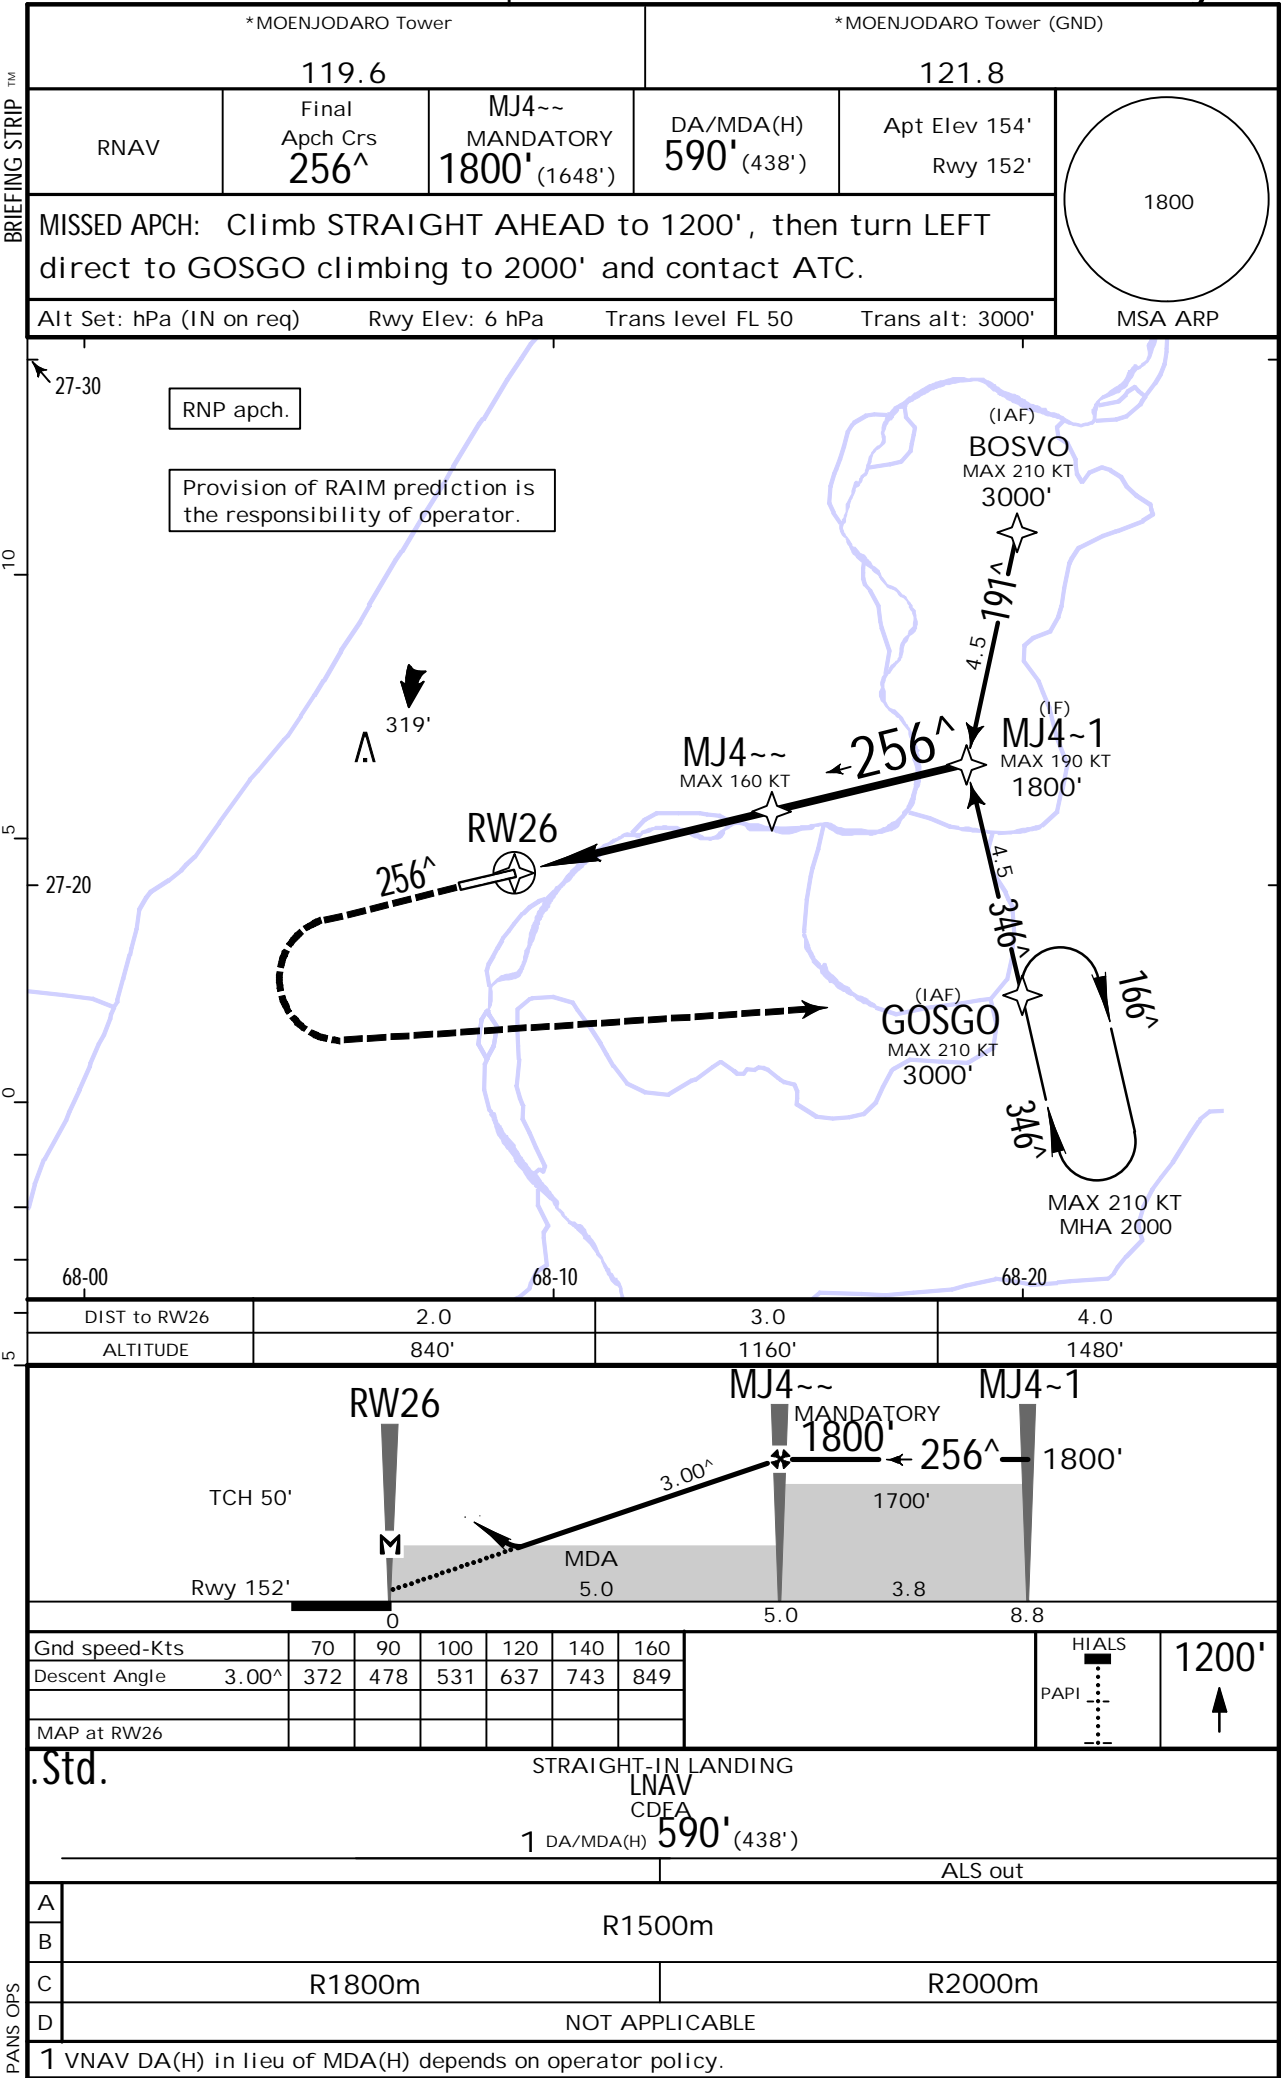 *MOENJODARO Tower
119.6
*MOENJODARO Tower (GND)
121.8
BRIEFING STRIP TM
RNAV
Final
Apch Crs
256^
MJ4~~
MANDATORY
1800' (1648')
DA/MDA(H)
590' (438')
Apt Elev 154'
Rwy 152'
1800
MSA ARP
MISSED APCH: Climb STRAIGHT AHEAD to 1200', then turn LEFT
direct to GOSGO climbing to 2000' and contact ATC.
Alt Set: hPa (IN on req) Rwy Elev: 6 hPa Trans level FL 50 Trans alt: 3000'
27-30
RNP apch.
Provision of RAIM prediction is
the responsibility of operator.
(IAF)
BOSVO
MAX 210 KT
3000'
191^
4.5
10
319'
(IF)
MJ4~1
MAX 190 KT
1800'
256^
MJ4~~
MAX 160 KT
RW26
256^
5
27-20
4.5
346^
(IAF)
GOSGO
MAX 210 KT
3000'
166^
346^
0
MAX 210 KT
MHA 2000
68-00
68-10
68-20
5
DIST to RW26 2.0 3.0 4.0
ALTITUDE 840' 1160' 1480'
RW26
MJ4~~
MJ4~1
MANDATORY
1800'
256^
1800'
3.00^
TCH 50'
1700'
M
MDA
Rwy 152'
5.0
3.8
0
5.0
8.8
Gnd speed-Kts 70 90 100 120 140 160
Descent Angle 3.00^ 372 478 531 637 743 849
MAP at RW26
HIALS
PAPI
1200'
.Std.
STRAIGHT-IN LANDING
LNAV
CDFA
1 DA/MDA(H) 590' (438')
ALS out
A
B
R1500m
C
R1800m
R2000m
D
NOT APPLICABLE
PANS OPS
1 VNAV DA(H) in lieu of MDA(H) depends on operator policy.